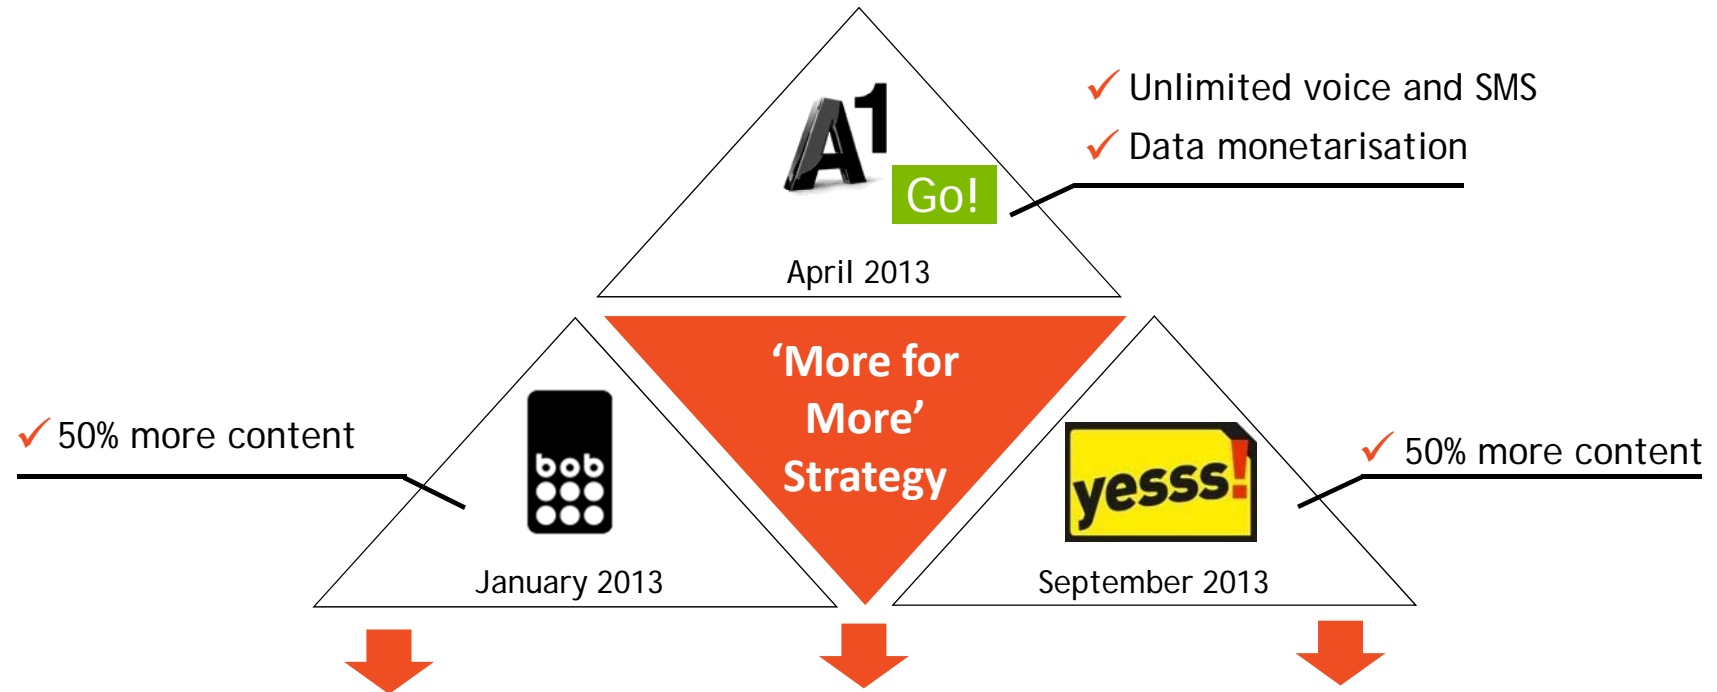 A1
Go!
April 2013
✓ Unlimited voice and SMS
✓ Data monetarisation
‘More for
More’
Strategy
✓ 50% more content
bob
January 2013
yesss!
September 2013
✓ 50% more content